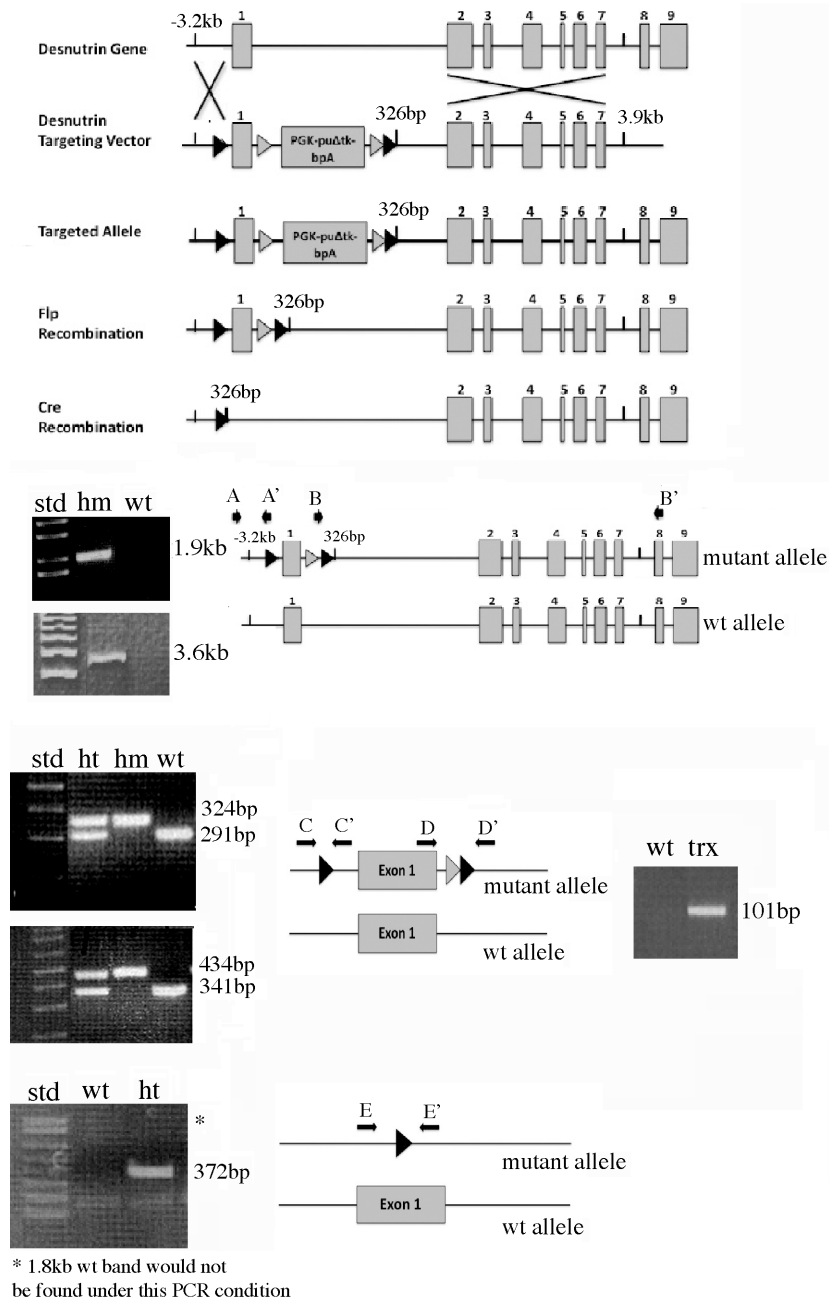 -3.2kb 1 2 3 4 5 6 7 8 9
Desnutrin Gene
Desnutrin
Targeting Vector
1 PGK-puΔtk-
bpA 326bp 2 3 4 5 6 7 3.9kb 8 9
Targeted Allele
1 PGK-puΔtk-
bpA 326bp 2 3 4 5 6 7 8 9
Flp
Recombination
1 326bp 2 3 4 5 6 7 8 9
Cre
Recombination
326bp 2 3 4 5 6 7 8 9
std hm wt
1.9kb
3.6kb
A A' B B'
-3.2kb 1 326bp 2 3 4 5 6 7 8 9
mutant allele
1 2 3 4 5 6 7 8 9
wt allele
std ht hm wt
324bp
291bp
434bp
341bp
C C' D D'
Exon 1
mutant allele
Exon 1
wt allele
wt trx
101bp
std wt ht
*
372bp
E E'
mutant allele
Exon 1
wt allele
* 1.8kb wt band would not
be found under this PCR condition